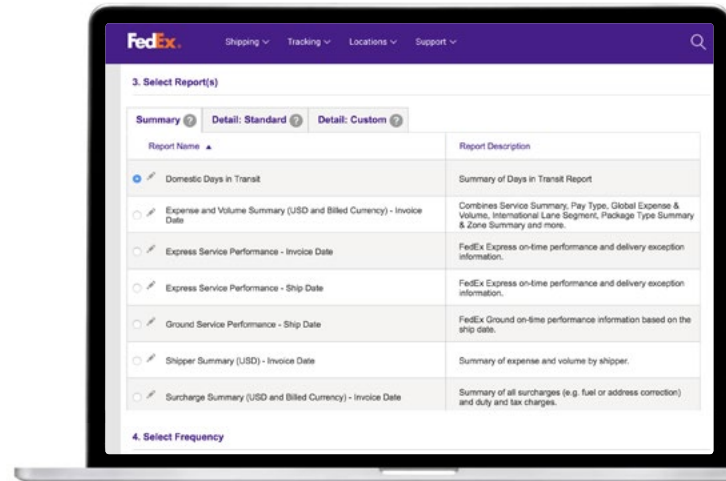 FedEx.
Shipping
Tracking
Locations
Support
3. Select Report(s)
Summary ?
Detail: Standard ?
Detail: Custom ?
Report Name
Report Description
Domestic Days in Transit
Summary of Days in Transit Report
Expense and Volume Summary (USD and Billed Currency) - Invoice
Date
Combines Service Summary, Pay Type, Global Expense &
Volume, International Lane Segment, Package Type Summary
& Zone Summary and more.
Express Service Performance - Invoice Date
FedEx Express on-time performance and delivery exception
information.
Express Service Performance - Ship Date
FedEx Express on-time performance and delivery exception
information.
Ground Service Performance - Ship Date
FedEx Ground on-time performance information based on the
ship date.
Shipper Summary (USD) - Invoice Date
Summary of expense and volume by shipper.
Surcharge Summary (USD and Billed Currency) - Invoice Date
Summary of all surcharges (e.g. fuel or address correction)
and duty and tax charges.
4. Select Frequency